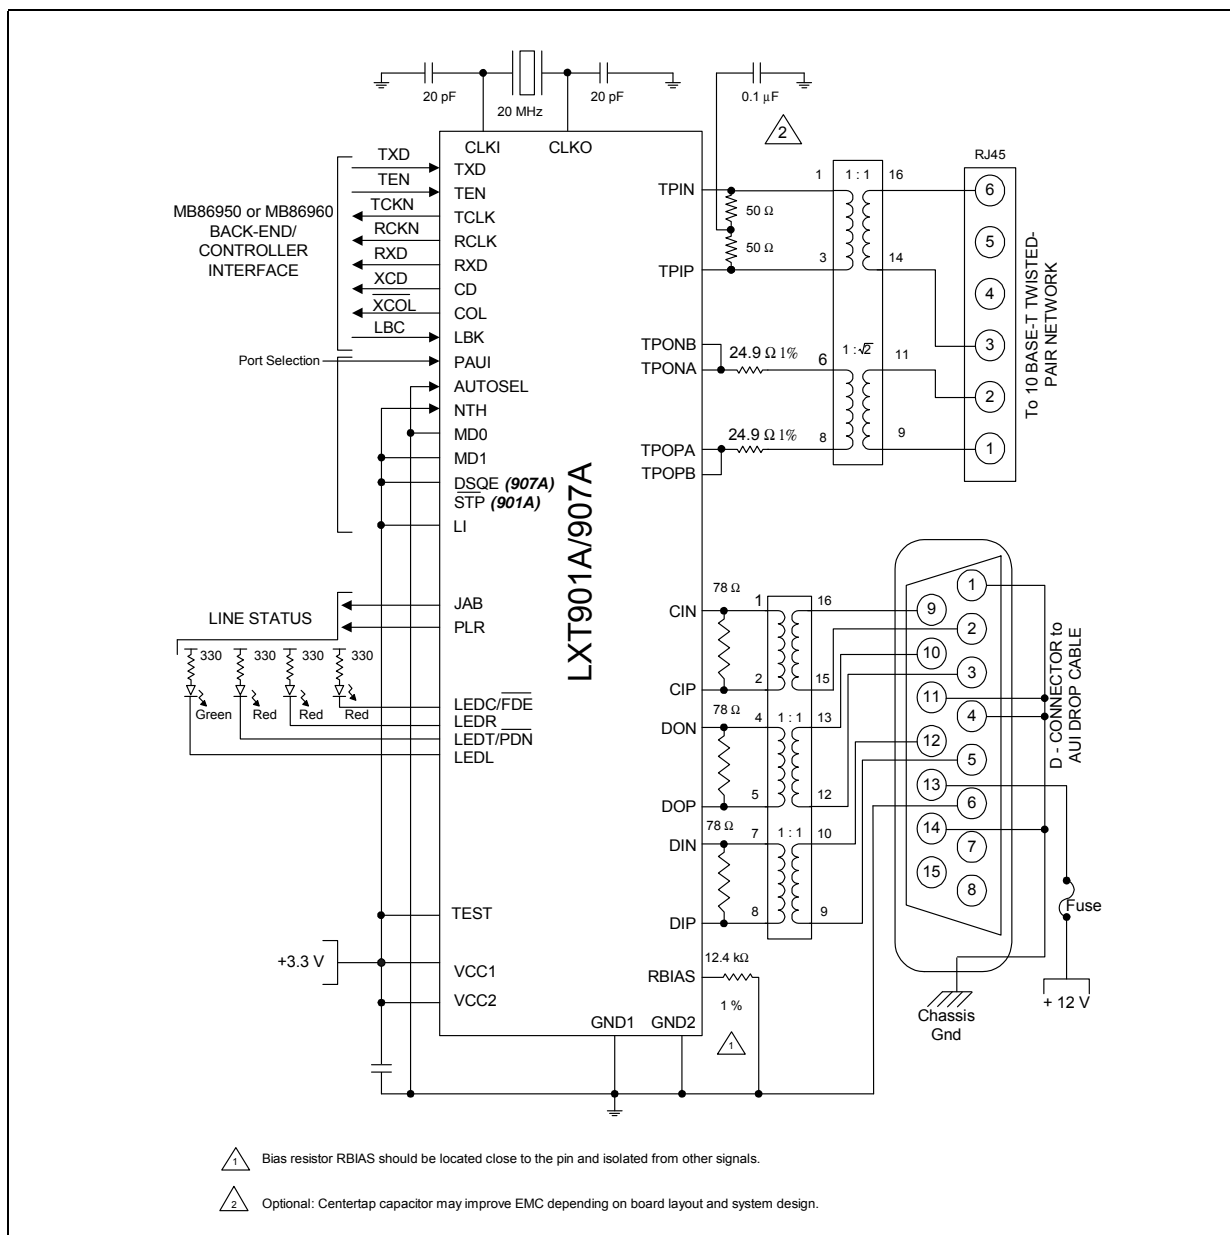 20 pF
20 MHz
20 pF
0.1 µF
2
CLKI
CLKO
MB86950 or MB86960
BACK-END/
CONTROLLER
INTERFACE
TXD
TEN
TCKN
RCKN
RXD
XCD
X̅C̅O̅L̅
LBC
Port Selection
TXD
TEN
TCLK
RCLK
RXD
CD
COL
LBK
PAUI
AUTOSEL
NTH
MD0
MD1
DSQE (907A)
S̅T̅P̅ (901A)
LI
LINE STATUS
JAB
PLR
330
330
330
330
Green
Red
Red
Red
LEDC/F̅D̅E̅
LEDR
LEDT/P̅D̅N̅
LEDL
TEST
+3.3 V
VCC1
VCC2
GND1
GND2
LXT901A/907A
TPIN
50 Ω
50 Ω
TPIP
TPONB
TPONA
24.9 Ω 1%
TPOPA
TPOPB
24.9 Ω 1%
1
1 : 1
16
3
14
6
1 : √2
11
8
9
RJ45
6
5
4
3
2
1
To 10 BASE-T TWISTED-
PAIR NETWORK
CIN
78 Ω
CIP
DON
78 Ω
DOP
DIN
78 Ω
DIP
1
16
2
15
4
1 : 1
13
5
12
7
1 : 1
10
8
9
1
9
2
10
3
11
4
12
5
13
6
14
7
15
8
D - CONNECTOR to
AUI DROP CABLE
Fuse
+ 12 V
Chassis
Gnd
RBIAS
12.4 kΩ
1 %
1
1 Bias resistor RBIAS should be located close to the pin and isolated from other signals.
2 Optional: Centertap capacitor may improve EMC depending on board layout and system design.